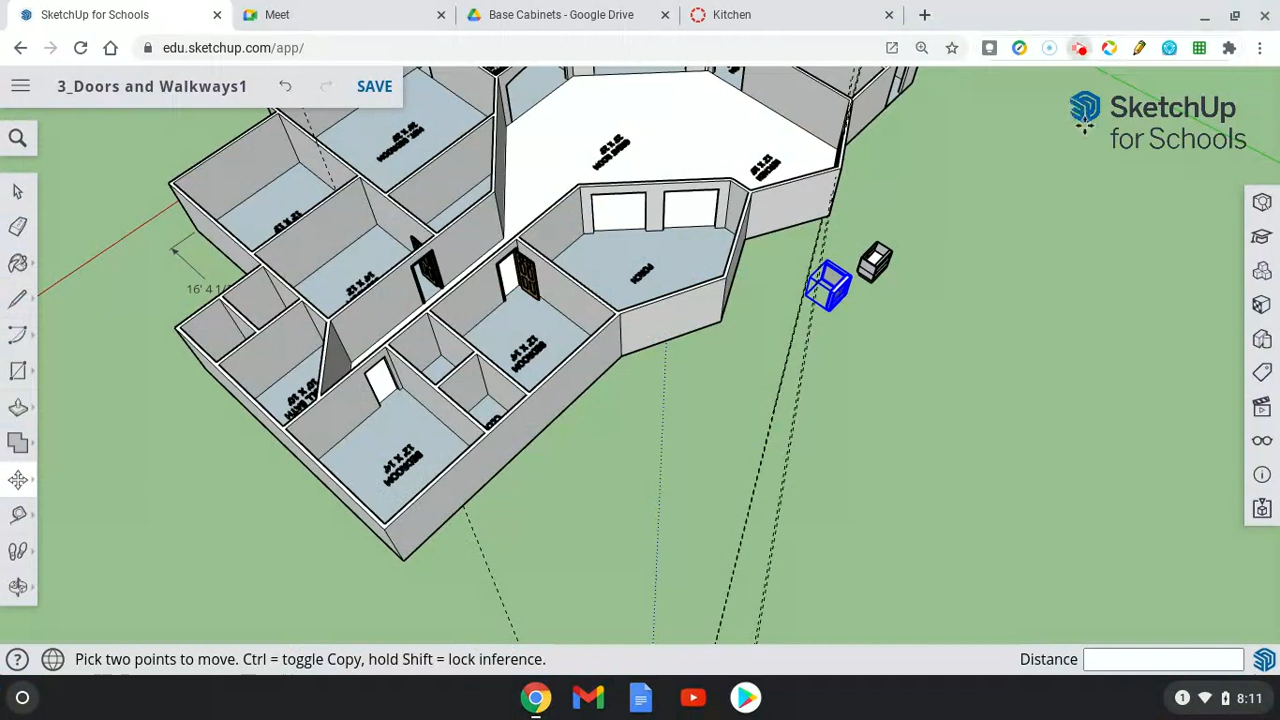 SketchUp for Schools
Meet
Base Cabinets - Google Drive
Kitchen
edu.sketchup.com/app/
3_Doors and Walkways1
SAVE
SketchUp
for Schools
16' 4 1/
Pick two points to move. Ctrl = toggle Copy, hold Shift = lock inference.
Distance
1
8:11